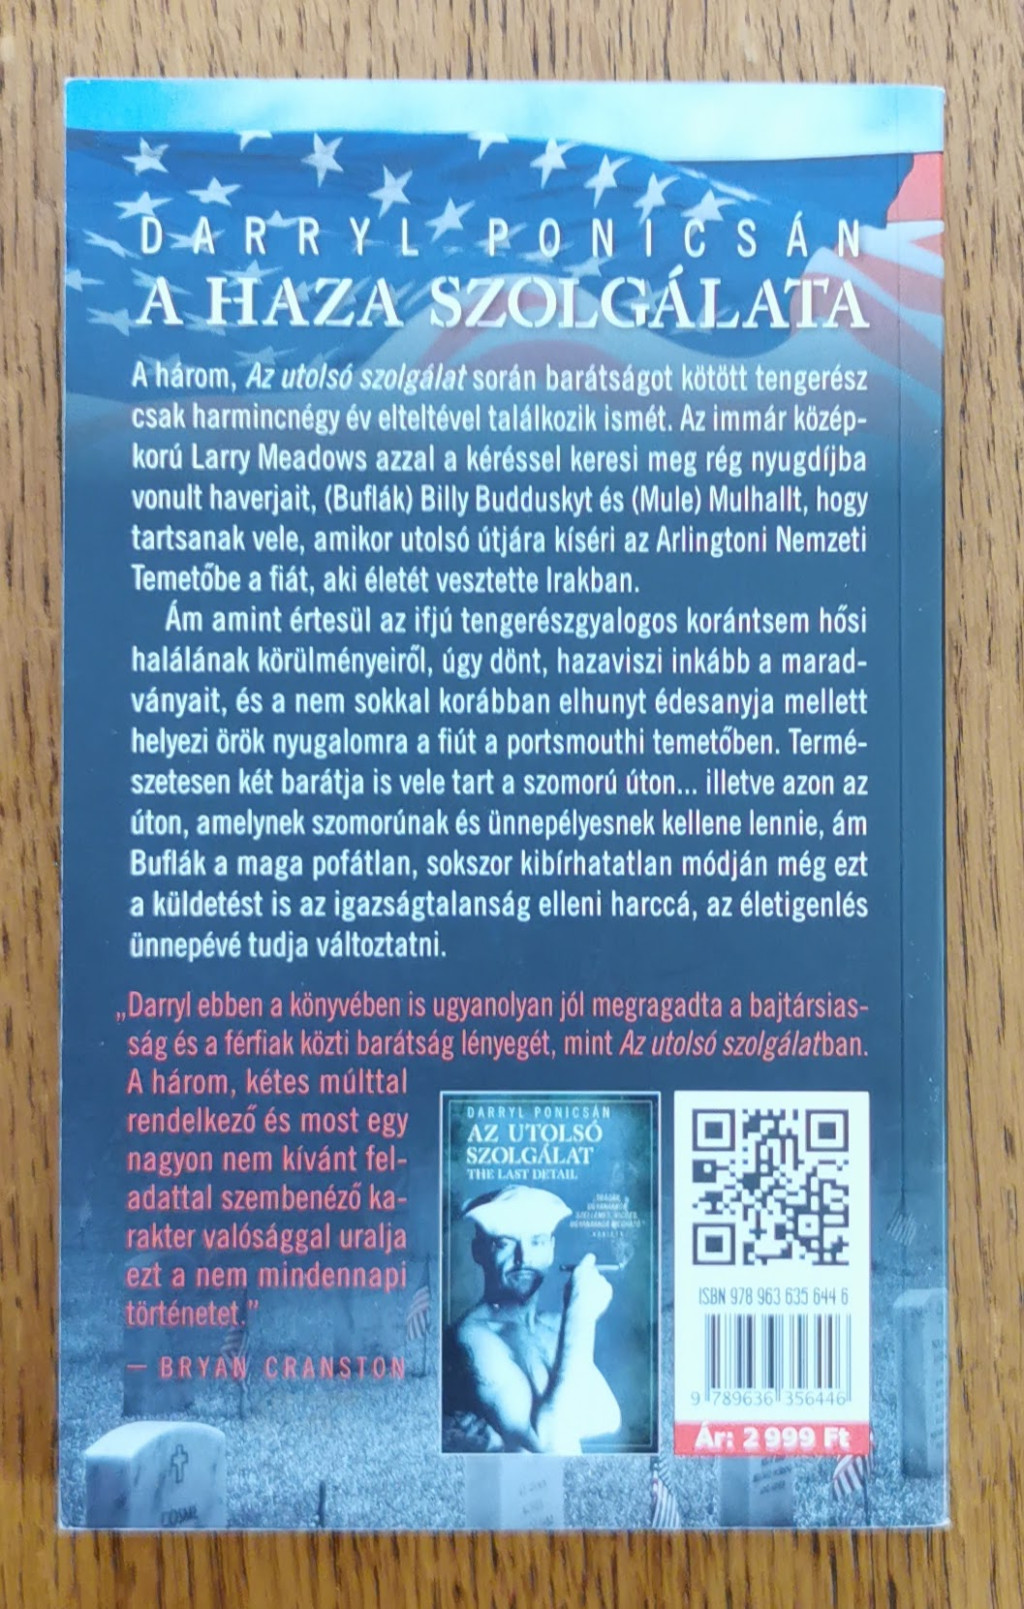 DARRYL PONICSÁN
A HAZA SZOLGÁLATA
A három, Az utolsó szolgálat során barátságot kötött tengerész
csak harmincnégy év elteltével találkozik ismét. Az immár közép-
korú Larry Meadows azzal a kéréssel keresi meg rég nyugdíjba
vonult haverjait, (Buflák) Billy Budduskyt és (Mule) Mulhallt, hogy
tartsanak vele, amikor utolsó útjára kíséri az Arlingtoni Nemzeti
Temetőbe a fiát, aki életét vesztette Irakban.
Ám amint értesül az ifjú tengerészgyalogos korántsem hősi
halálának körülményeiről, úgy dönt, hazaviszi inkább a marad-
ványait, és a nem sokkal korábban elhunyt édesanyja mellett
helyezi örök nyugalomra a fiút a portsmouthi temetőben. Termé-
szetesen két barátja is vele tart a szomorú úton... illetve azon az
úton, amelynek szomorúnak és ünnepélyesnek kellene lennie, ám
Buflák a maga pofátlan, sokszor kibírhatatlan módján még ezt
a küldetést is az igazságtalanság elleni harccá, az életigenlés
ünnepévé tudja változtatni.
„Darryl ebben a könyvében is ugyanolyan jól megragadta a bajtársias-
ság és a férfiak közti barátság lényegét, mint Az utolsó szolgálatban.
A három, kétes múlttal
rendelkező és most egy
nagyon nem kívánt fel-
adattal szembenéző ka-
rakter valósággal uralja
ezt a nem mindennapi
történetet.”
– BRYAN CRANSTON
DARRYL PONICSÁN
AZ UTOLSÓ
SZOLGÁLAT
THE LAST DETAIL
ISBN 978 963 635 644 6
9 789636 356446
Ár: 2 999 Ft